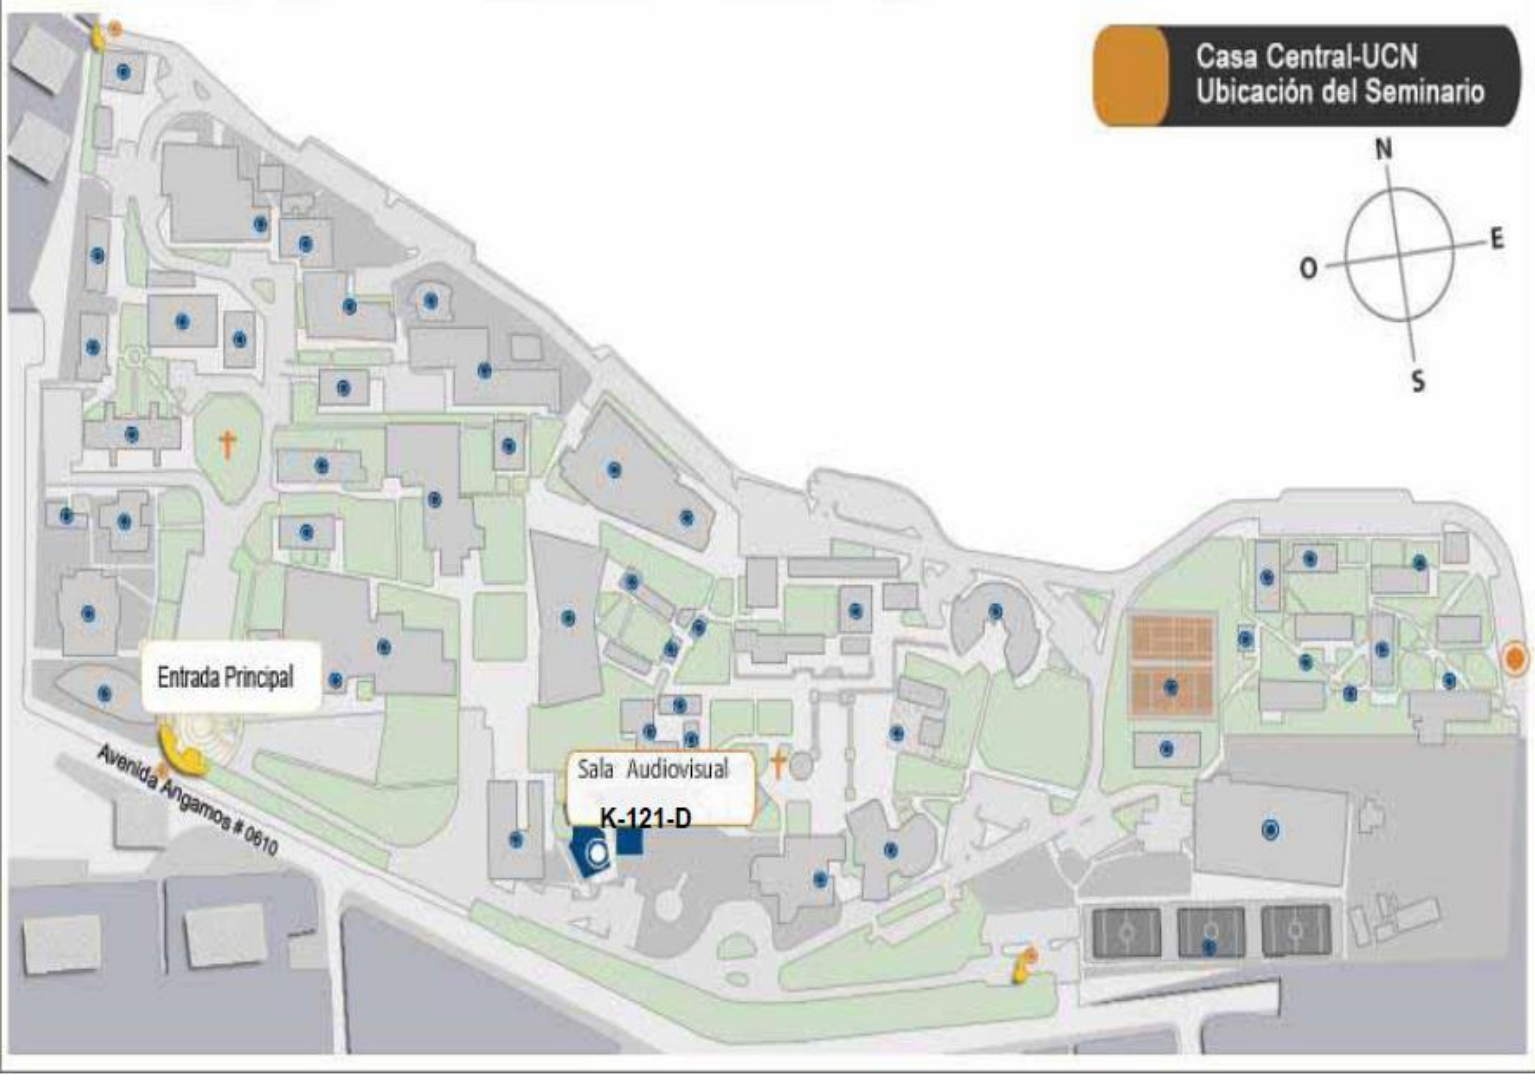 Casa Central-UCN
Ubicación del Seminario
N
O
E
S
Entrada Principal
Avenida Angamos # 0610
Sala Audiovisual
K-121-D